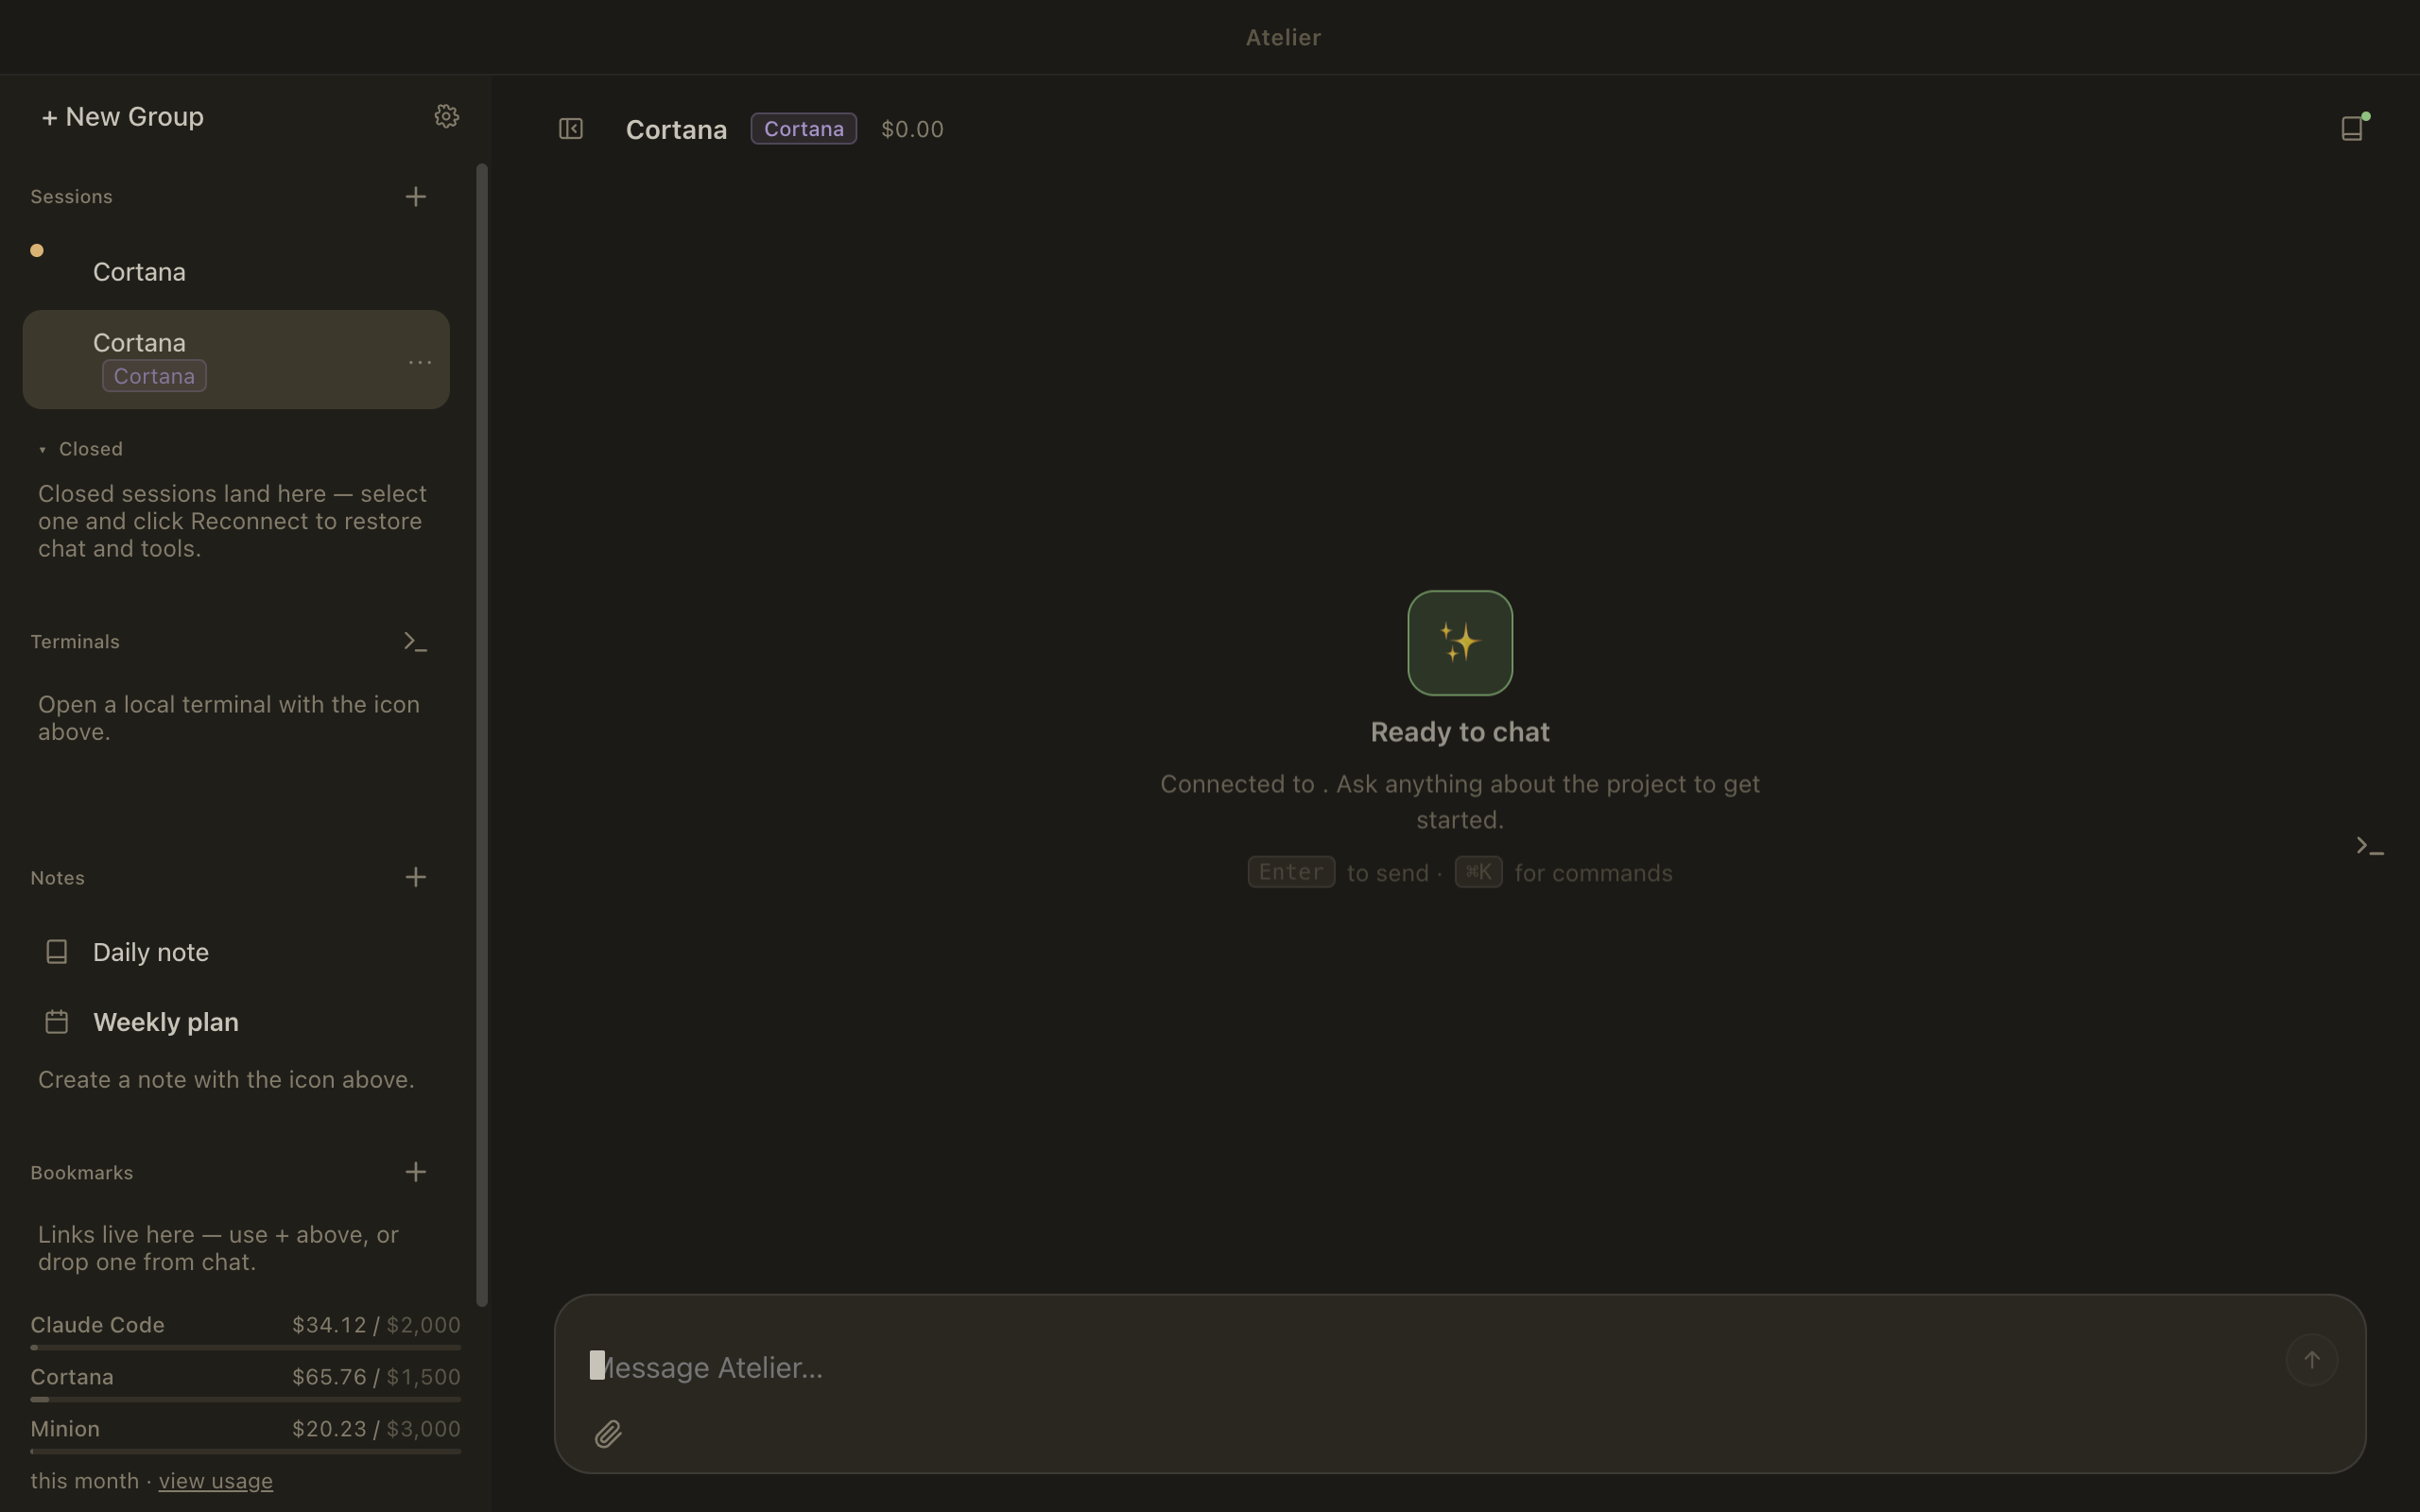 Atelier
+ New Group
Sessions
Cortana
Cortana
Cortana
Closed
Closed sessions land here — select
one and click Reconnect to restore
chat and tools.
Terminals
Open a local terminal with the icon
above.
Notes
Daily note
Weekly plan
Create a note with the icon above.
Bookmarks
Links live here — use + above, or
drop one from chat.
Claude Code $34.12 / $2,000
Cortana $65.76 / $1,500
Minion $20.23 / $3,000
this month · view usage
Cortana Cortana $0.00
Ready to chat
Connected to . Ask anything about the project to get
started.
Enter to send · ⌘K for commands
Message Atelier...